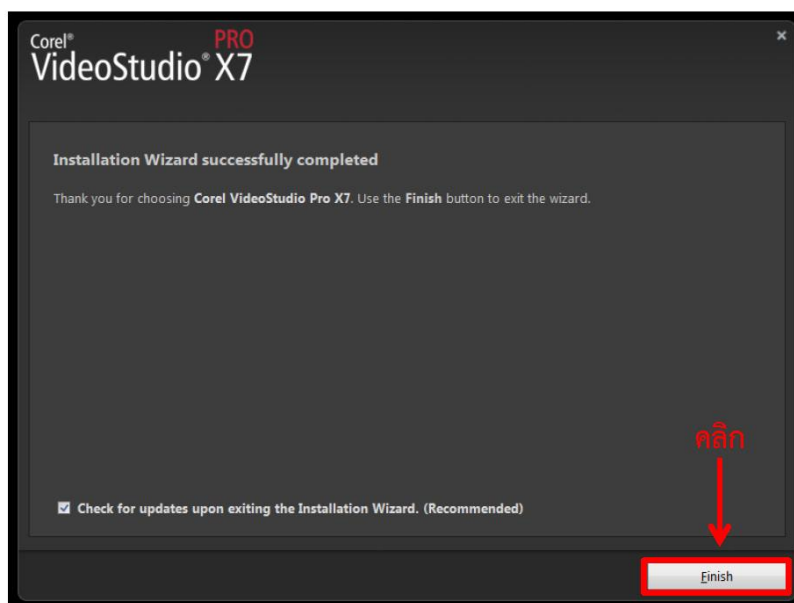 Corel® PRO
VideoStudio® X7
Installation Wizard successfully completed
Thank you for choosing Corel VideoStudio Pro X7. Use the Finish button to exit the wizard.
คลิก
Check for updates upon exiting the Installation Wizard. (Recommended)
Finish